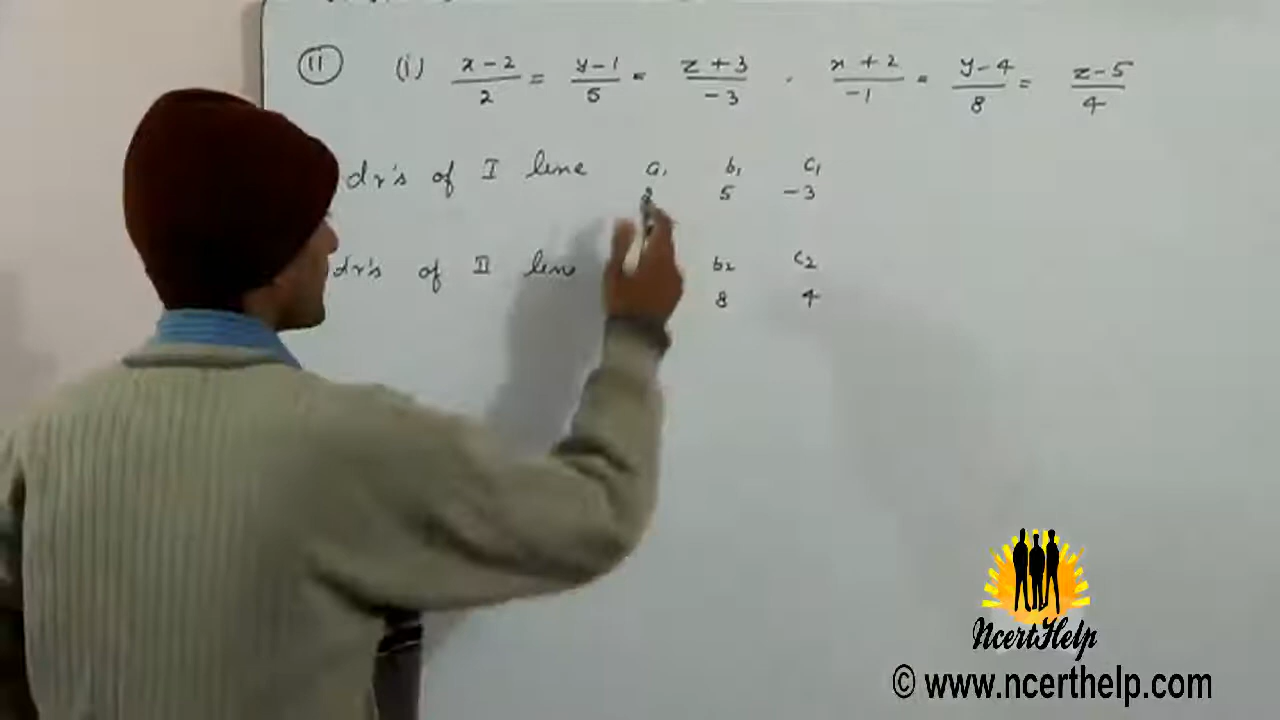 11 (i) x-2/2 = y-1/5 = z+3/-3 . x+2/-1 = y-4/8 = z-5/4
dr's of I line a₁ b₁ c₁
2 5 -3
dr's of II line b₂ c₂
8 4
NcertHelp
© www.ncerthelp.com